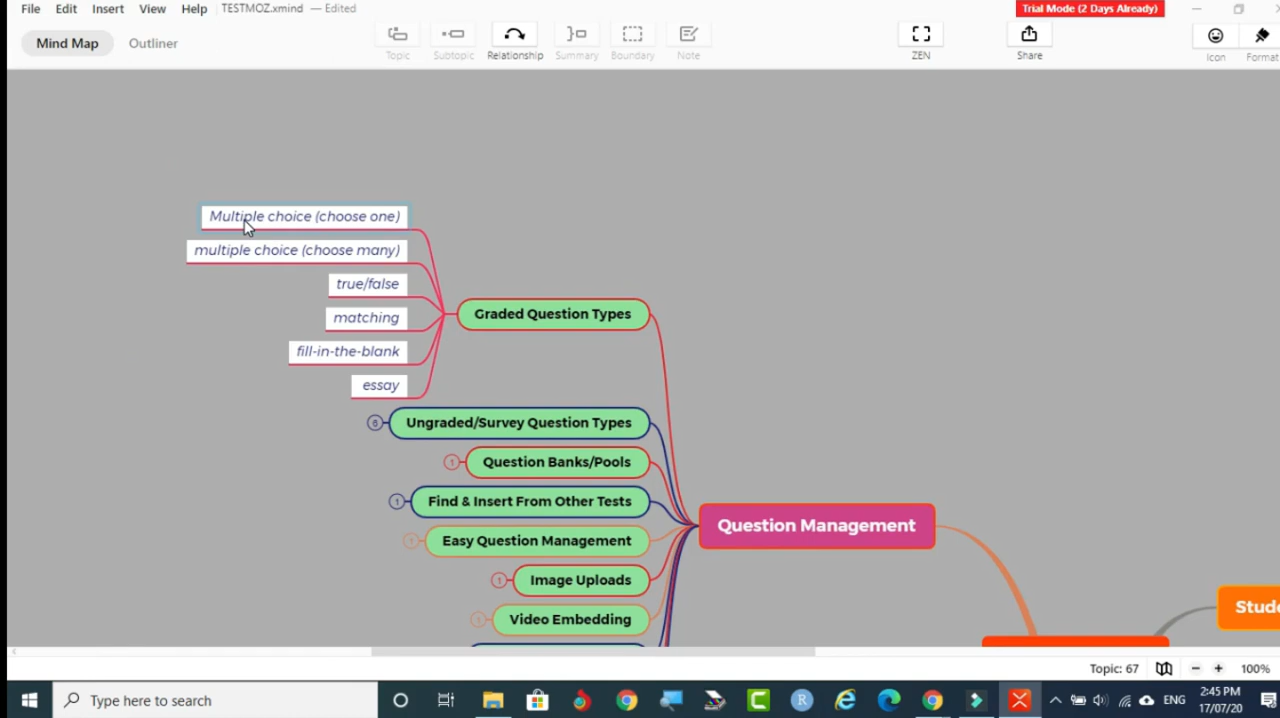 File Edit Insert View Help TESTMOZ.xmind — Edited
Trial Mode (2 Days Already)
Mind Map Outliner
Topic Subtopic Relationship Summary Boundary Note ZEN Share Icon Format
Multiple choice (choose one)
multiple choice (choose many)
true/false
matching
fill-in-the-blank
essay
Graded Question Types
6 Ungraded/Survey Question Types
1 Question Banks/Pools
1 Find & Insert From Other Tests
1 Easy Question Management
1 Image Uploads
1 Video Embedding
Question Management
Stude
Topic: 67 100%
Type here to search
ENG
2:45 PM
17/07/20